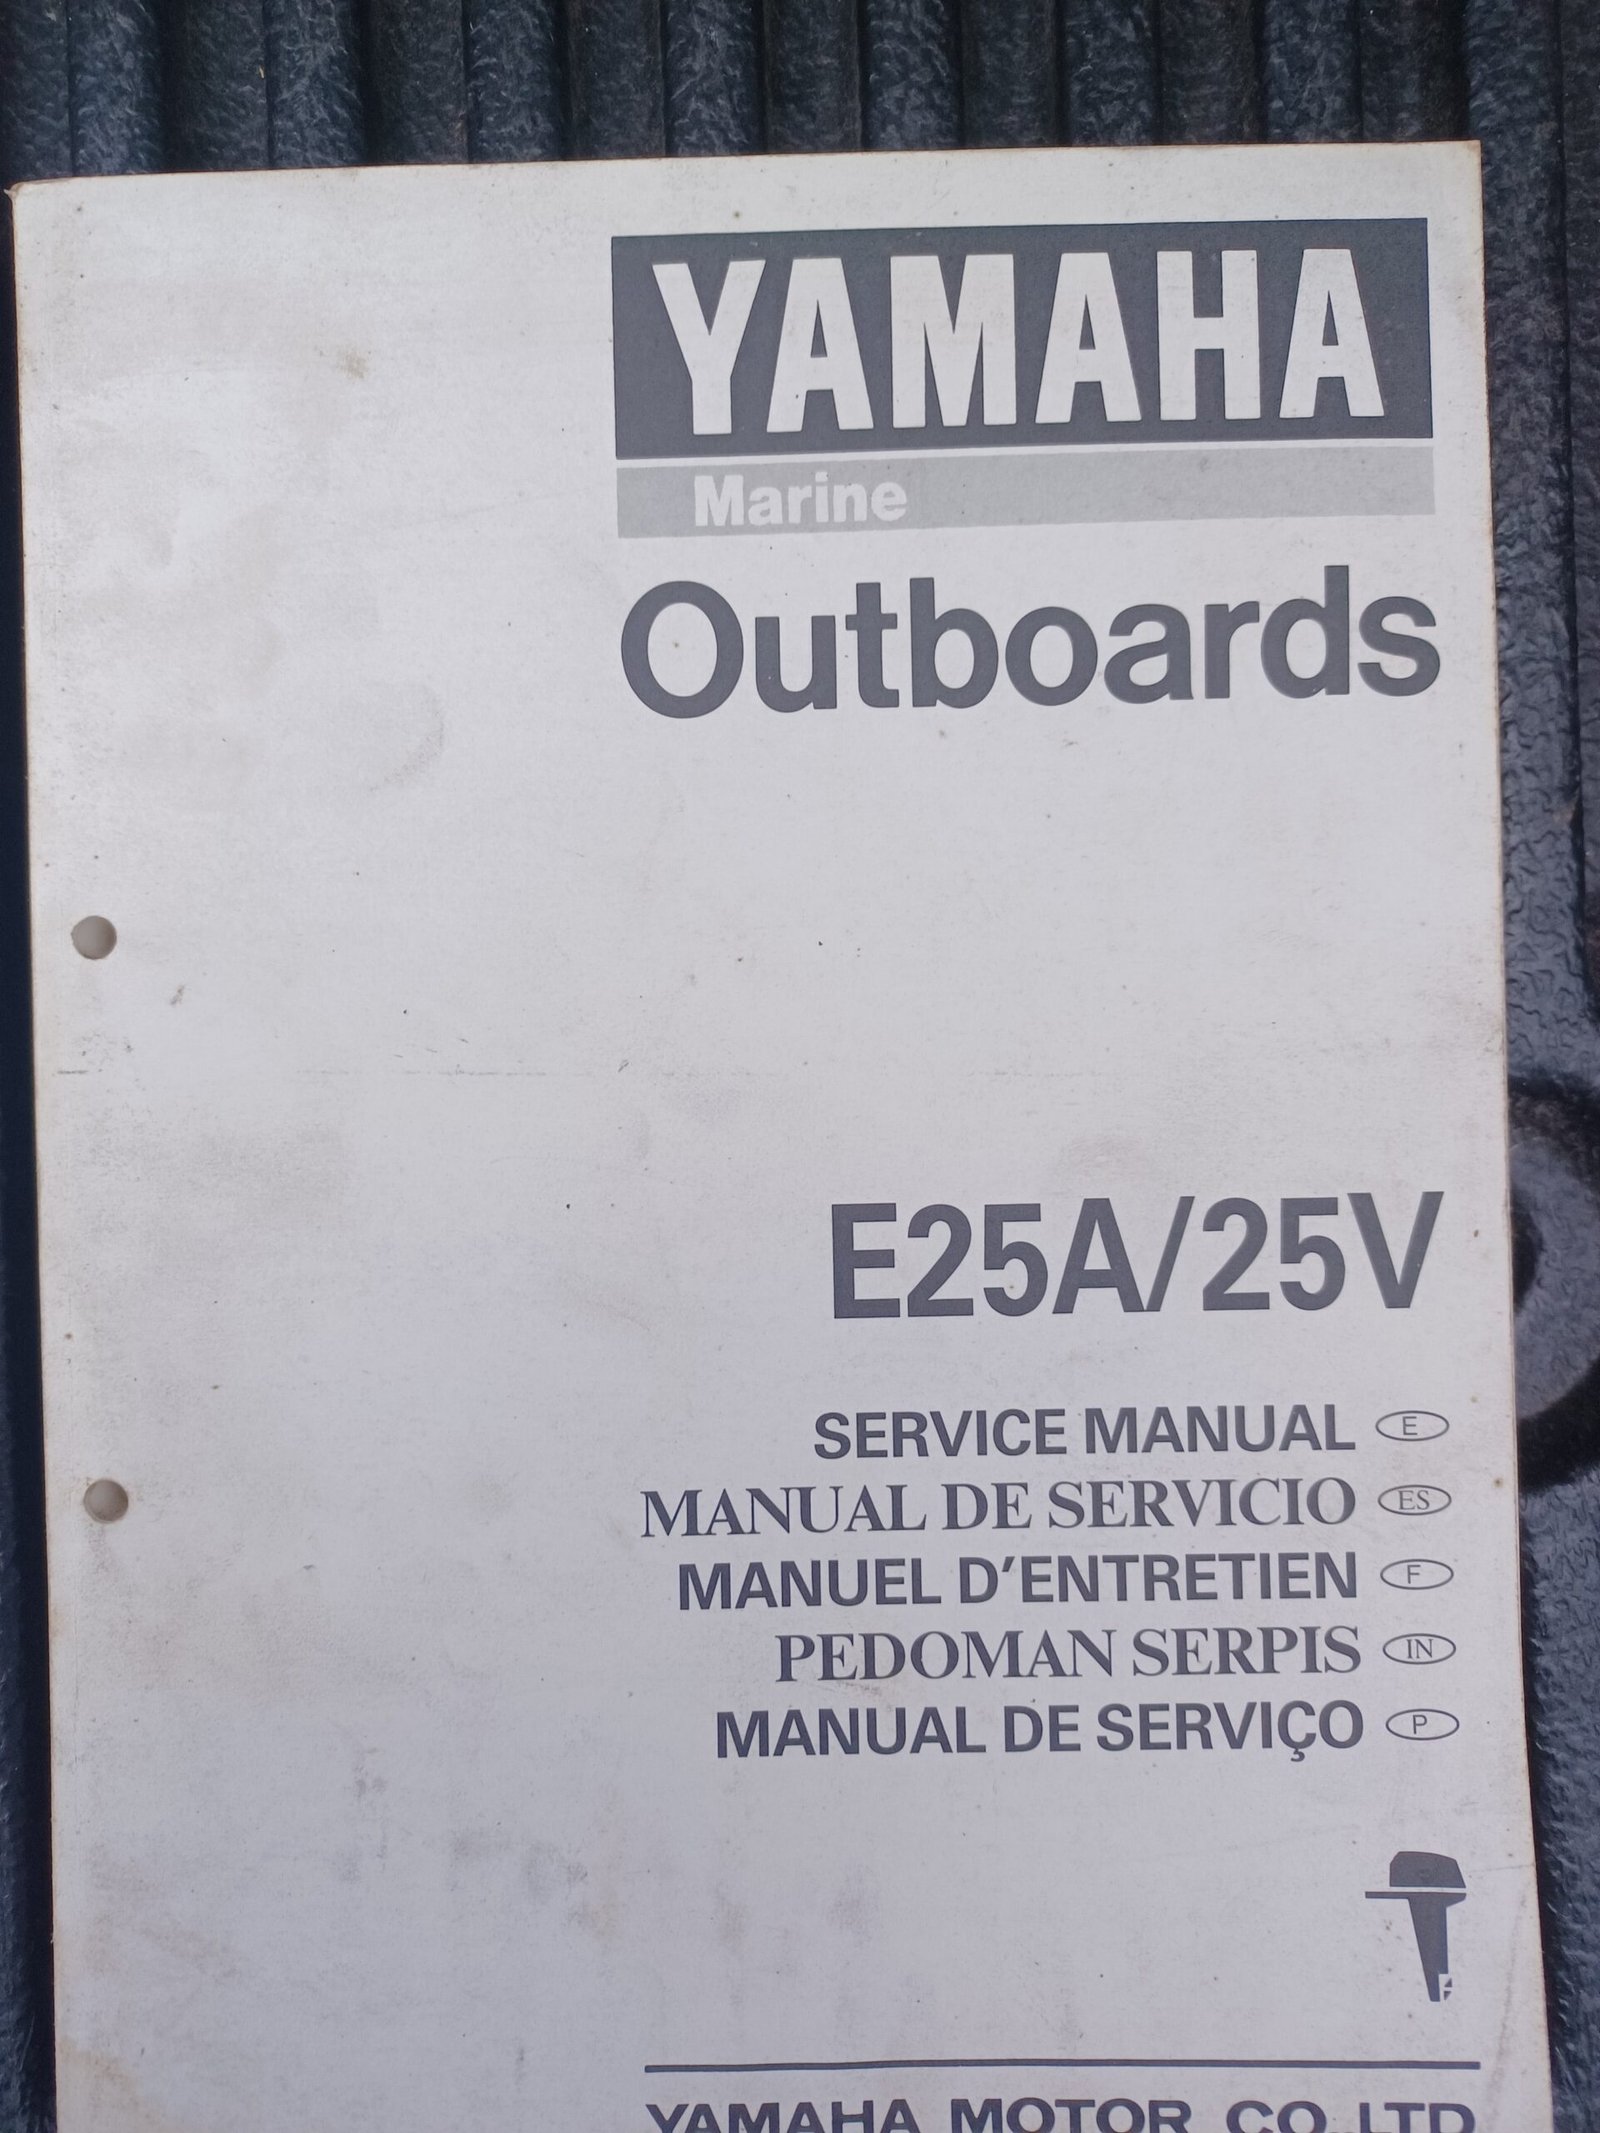 YAMAHA
Marine
Outboards
E25A/25V
SERVICE MANUAL E
MANUAL DE SERVICIO ES
MANUEL D'ENTRETIEN F
PEDOMAN SERPIS IN
MANUAL DE SERVIÇO P
YAMAHA MOTOR CO.,LTD